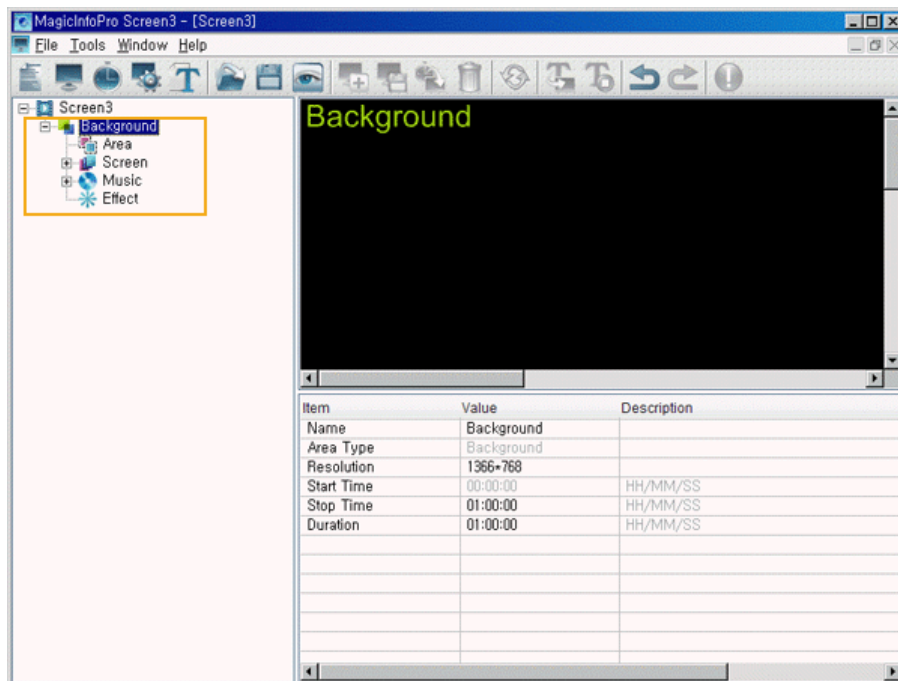 MagicInfoPro Screen3 - [Screen3]
File Tools Window Help
Screen3
Background
Area
Screen
Music
Effect
Background
Item Value Description
Name Background
Area Type Background
Resolution 1366*768
Start Time 00:00:00 HH/MM/SS
Stop Time 01:00:00 HH/MM/SS
Duration 01:00:00 HH/MM/SS